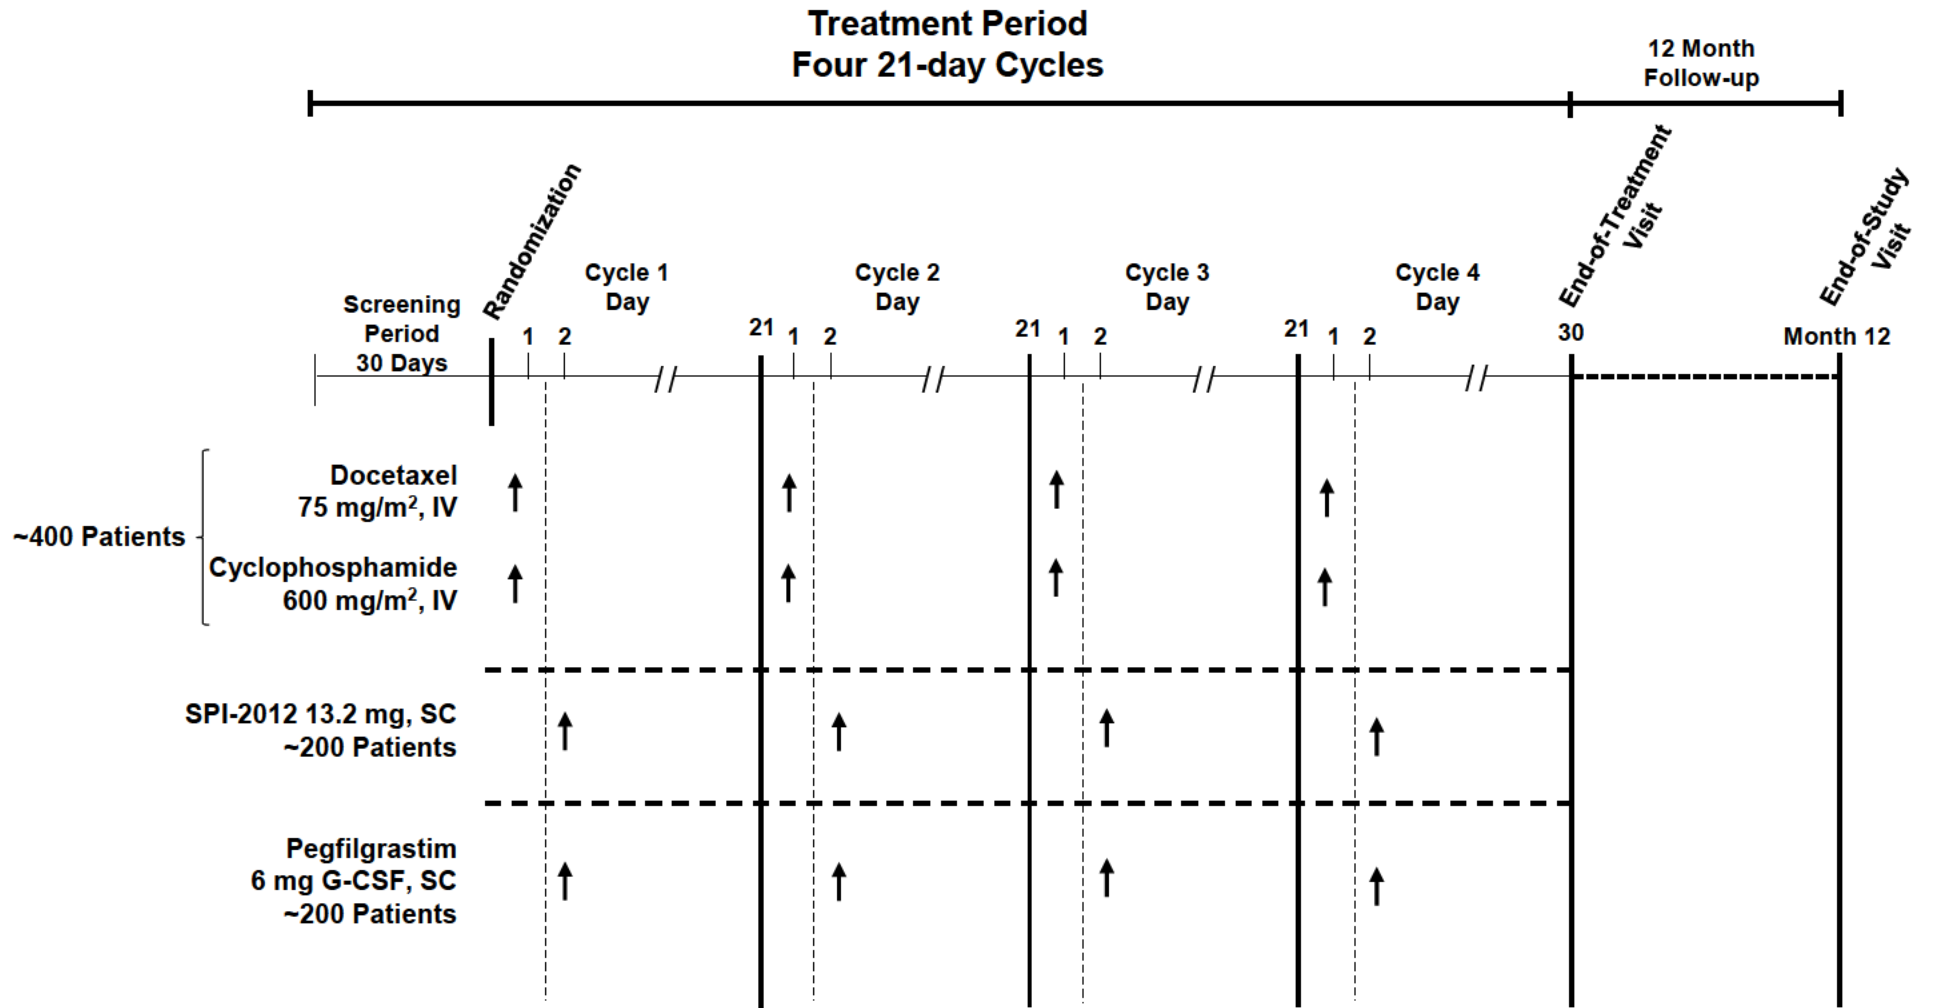 Treatment Period
Four 21-day Cycles
12 Month
Follow-up
Randomization
End-of-Treatment
Visit
End-of-Study
Visit
Screening
Period
30 Days
Cycle 1
Day
Cycle 2
Day
Cycle 3
Day
Cycle 4
Day
1 2 21 1 2 21 1 2 21 1 2 30 Month 12
Docetaxel
75 mg/m², IV
~400 Patients
Cyclophosphamide
600 mg/m², IV
SPI-2012 13.2 mg, SC
~200 Patients
Pegfilgrastim
6 mg G-CSF, SC
~200 Patients